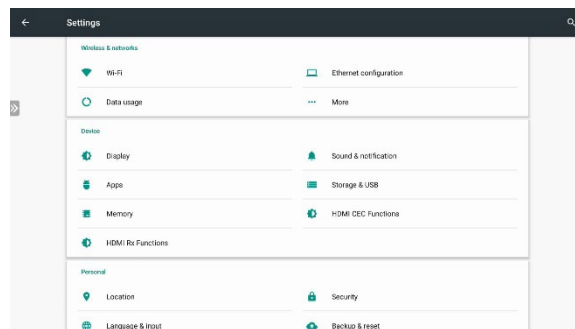 Settings
Wireless & networks
Wi-Fi
Ethernet configuration
Data usage
More
Device
Display
Sound & notification
Apps
Storage & USB
Memory
HDMI CEC Functions
HDMI Rx Functions
Personal
Location
Security
Language & input
Backup & reset